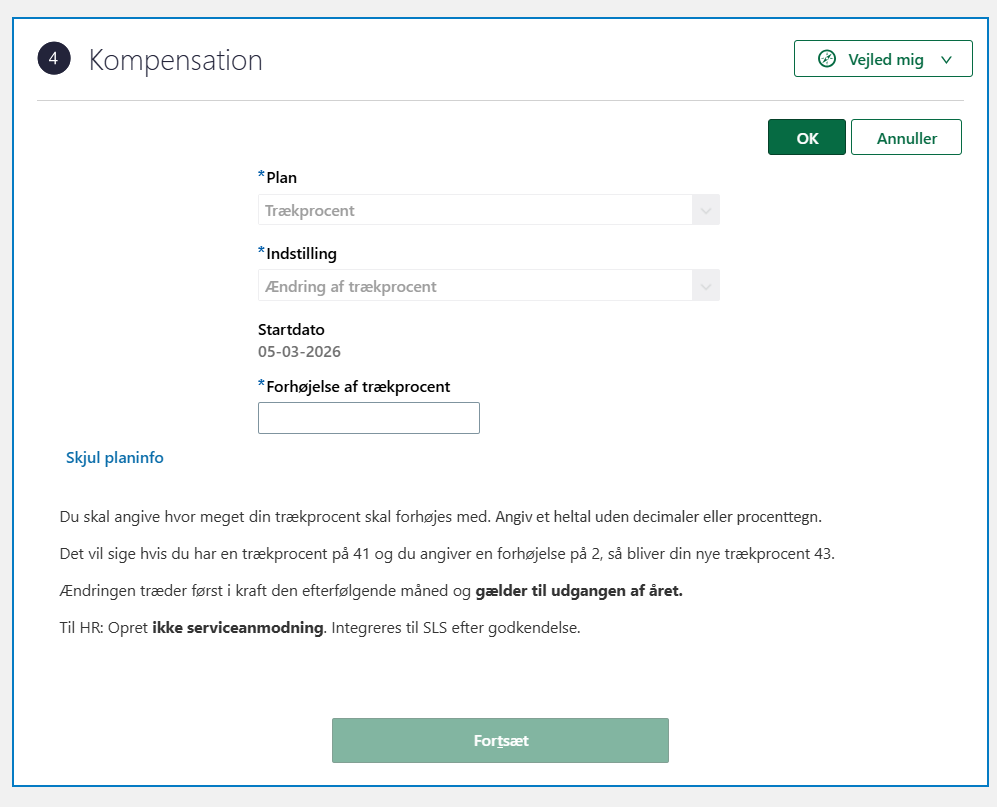 4 Kompensation
Vejled mig
OK
Annuller
*Plan
Trækprocent
*Indstilling
Ændring af trækprocent
Startdato
05-03-2026
*Forhøjelse af trækprocent
Skjul planinfo
Du skal angive hvor meget din trækprocent skal forhøjes med. Angiv et heltal uden decimaler eller procenttegn.
Det vil sige hvis du har en trækprocent på 41 og du angiver en forhøjelse på 2, så bliver din nye trækprocent 43.
Ændringen træder først i kraft den efterfølgende måned og gælder til udgangen af året.
Til HR: Opret ikke serviceanmodning. Integreres til SLS efter godkendelse.
Fortsæt